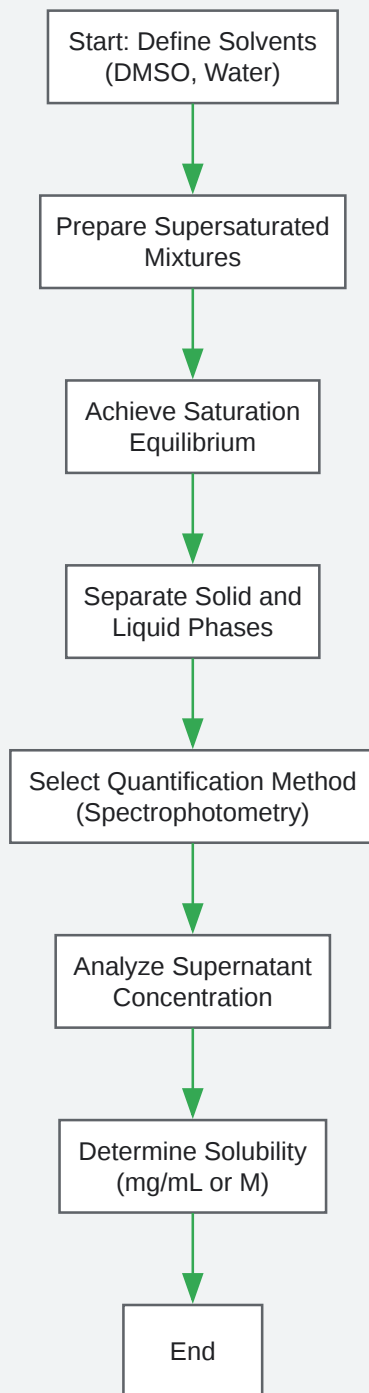 Start: Define Solvents
(DMSO, Water)
Prepare Supersaturated
Mixtures
Achieve Saturation
Equilibrium
Separate Solid and
Liquid Phases
Select Quantification Method
(Spectrophotometry)
Analyze Supernatant
Concentration
Determine Solubility
(mg/mL or M)
End